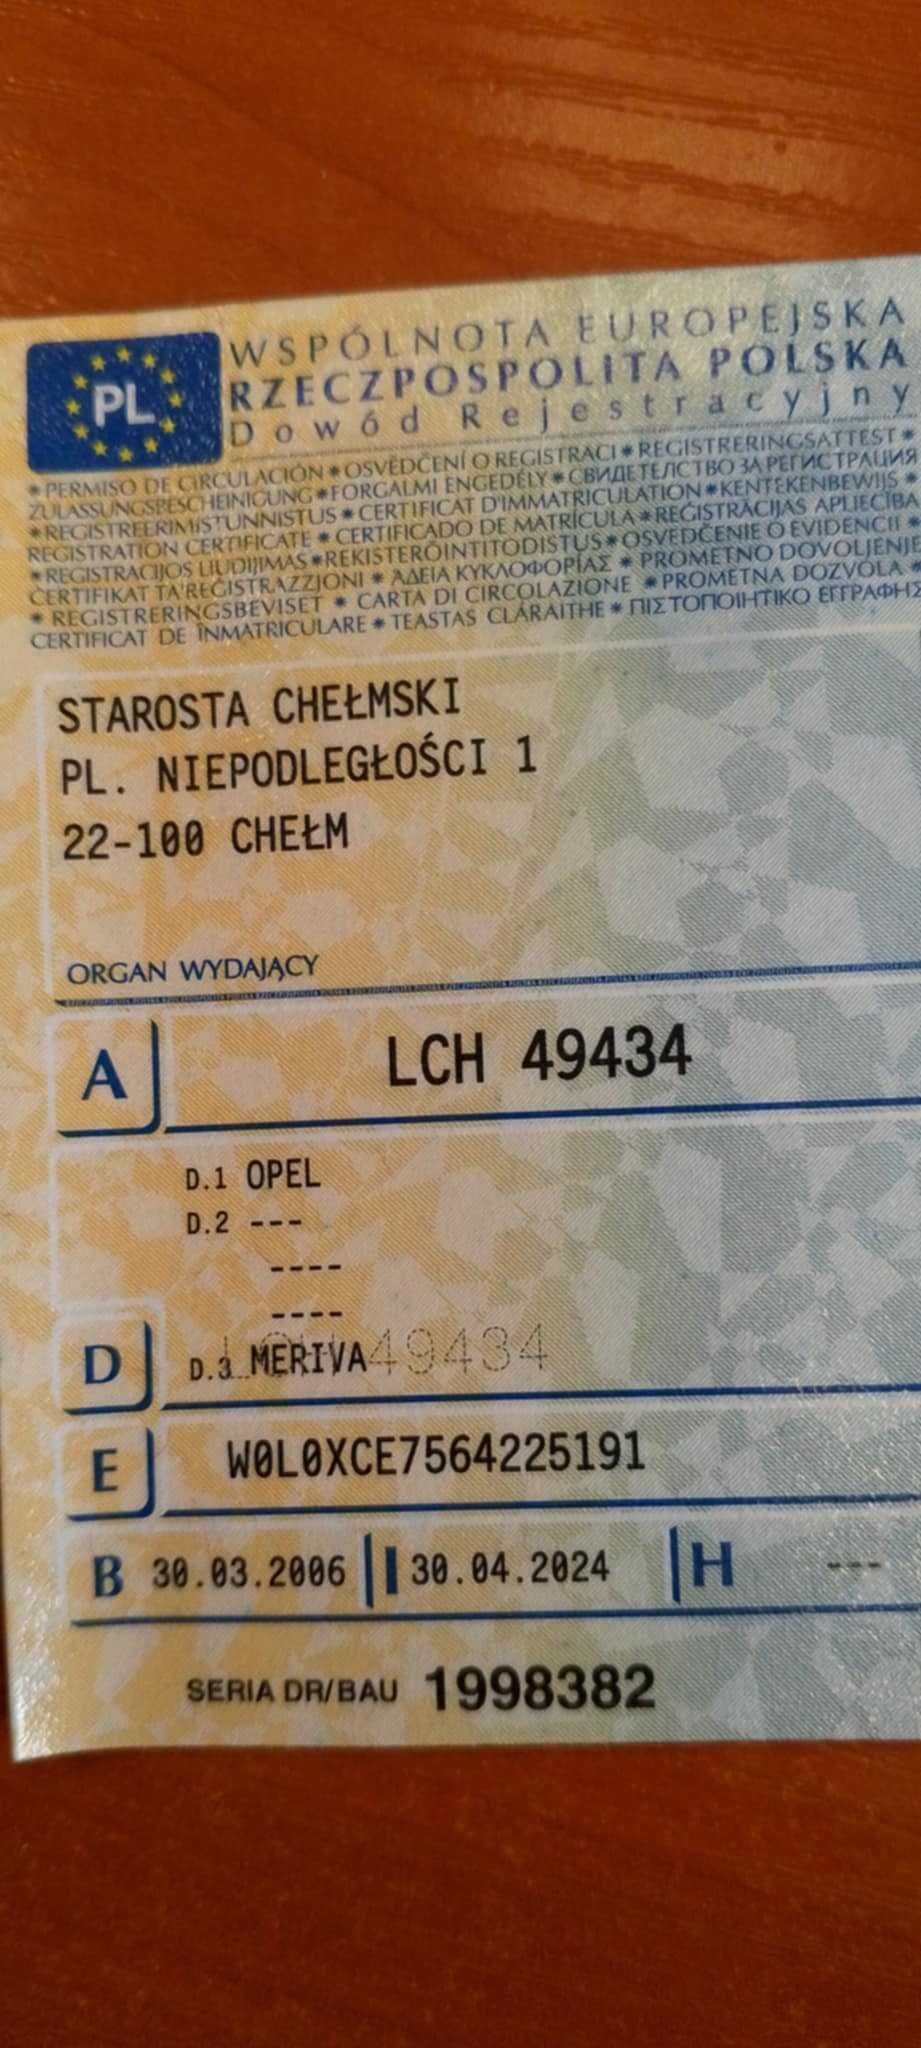 PL
WSPÓLNOTA EUROPEJSKA
RZECZPOSPOLITA POLSKA
Dowód Rejestracyjny
* PERMISO DE CIRCULACIÓN * OSVĚDČENÍ O REGISTRACI * REGISTRERINGSATTEST *
ZULASSUNGSBESCHEINIGUNG * FORGALMI ENGEDÉLY * СВИДЕТЕЛСТВО ЗА РЕГИСТРАЦИЯ
* REGISTREERIMISTUNNISTUS * CERTIFICAT D'IMMATRICULATION * KENTEKENBEWIJS *
REGISTRATION CERTIFICATE * CERTIFICADO DE MATRÍCULA * REĢISTRĀCIJAS APLIECĪBA
* REGISTRACIJOS LIUDIJIMAS * REKISTERÖINTITODISTUS * OSVEDČENIE O EVIDENCII *
CERTIFIKAT TA'REĠISTRAZZJONI * ΑΔΕΙΑ ΚΥΚΛΟΦΟΡΙΑΣ * PROMETNO DOVOLJENJE
* REGISTRERINGSBEVISET * CARTA DI CIRCOLAZIONE * PROMETNA DOZVOLA *
CERTIFICAT DE ÎNMATRICULARE * TEASTAS CLÁRAITHE * ΠΙΣΤΟΠΟΙΗΤΙΚΟ ΕΓΓΡΑΦΗΣ
STAROSTA CHEŁMSKI
PL. NIEPODLEGŁOŚCI 1
22-100 CHEŁM
ORGAN WYDAJĄCY
A LCH 49434
D.1 OPEL
D.2 ---
----
----
D D.3 MERIVA
LCH 49434
E W0L0XCE7564225191
B 30.03.2006 I 30.04.2024 H ---
SERIA DR/BAU 1998382